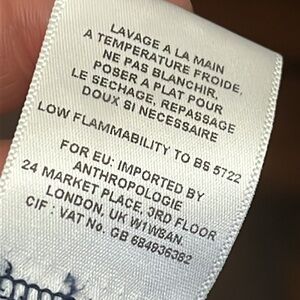 LAVAGE A LA MAIN
A TEMPERATURE FROIDE,
NE PAS BLANCHIR,
POSER A PLAT POUR
LE SECHAGE, REPASSAGE
DOUX SI NECESSAIRE
LOW FLAMMABILITY TO BS 5722
FOR EU: IMPORTED BY
ANTHROPOLOGIE
24 MARKET PLACE, 3RD FLOOR
LONDON, UK W1W8AN.
CIF : VAT No. GB 684936382